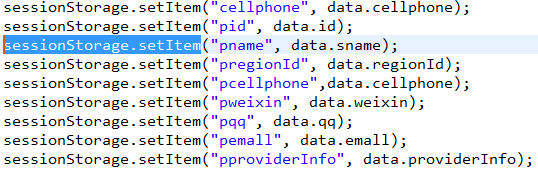 sessionStorage.setItem("cellphone", data.cellphone);
sessionStorage.setItem("pid", data.id);
sessionStorage.setItem("pname", data.sname);
sessionStorage.setItem("pregionId", data.regionId);
sessionStorage.setItem("pcellphone",data.cellphone);
sessionStorage.setItem("pweixin", data.weixin);
sessionStorage.setItem("pqq", data.qq);
sessionStorage.setItem("pemall", data.emall);
sessionStorage.setItem("pproviderInfo", data.providerInfo);